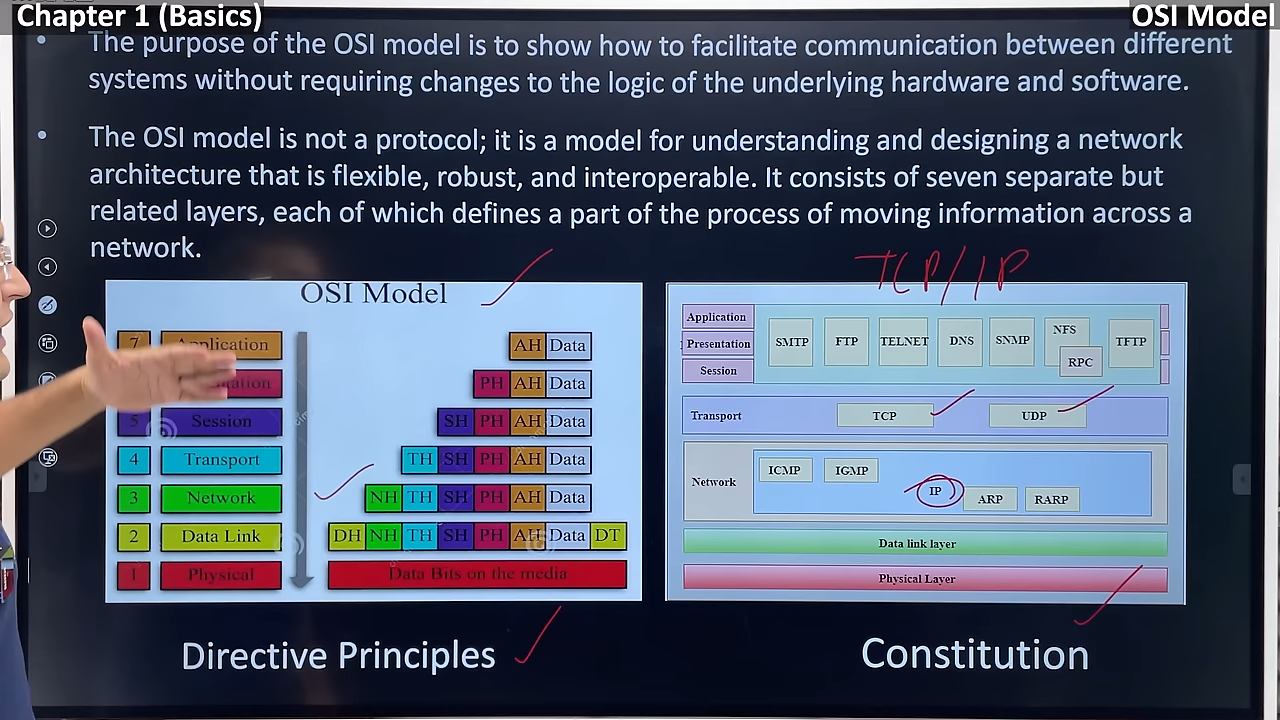 Chapter 1 (Basics)
OSI Model
• The purpose of the OSI model is to show how to facilitate communication between different
systems without requiring changes to the logic of the underlying hardware and software.
• The OSI model is not a protocol; it is a model for understanding and designing a network
architecture that is flexible, robust, and interoperable. It consists of seven separate but
related layers, each of which defines a part of the process of moving information across a
network.
OSI Model
7 Application AH Data
PH AH Data
5 Session SH PH AH Data
4 Transport TH SH PH AH Data
3 Network NH TH SH PH AH Data
2 Data Link DH NH TH SH PH AH Data DT
1 Physical Data Bits on the media
Directive Principles
TCP/IP
Application
Presentation
Session
SMTP FTP TELNET DNS SNMP NFS RPC TFTP
Transport TCP UDP
Network
ICMP IGMP
IP ARP RARP
Data link layer
Physical Layer
Constitution